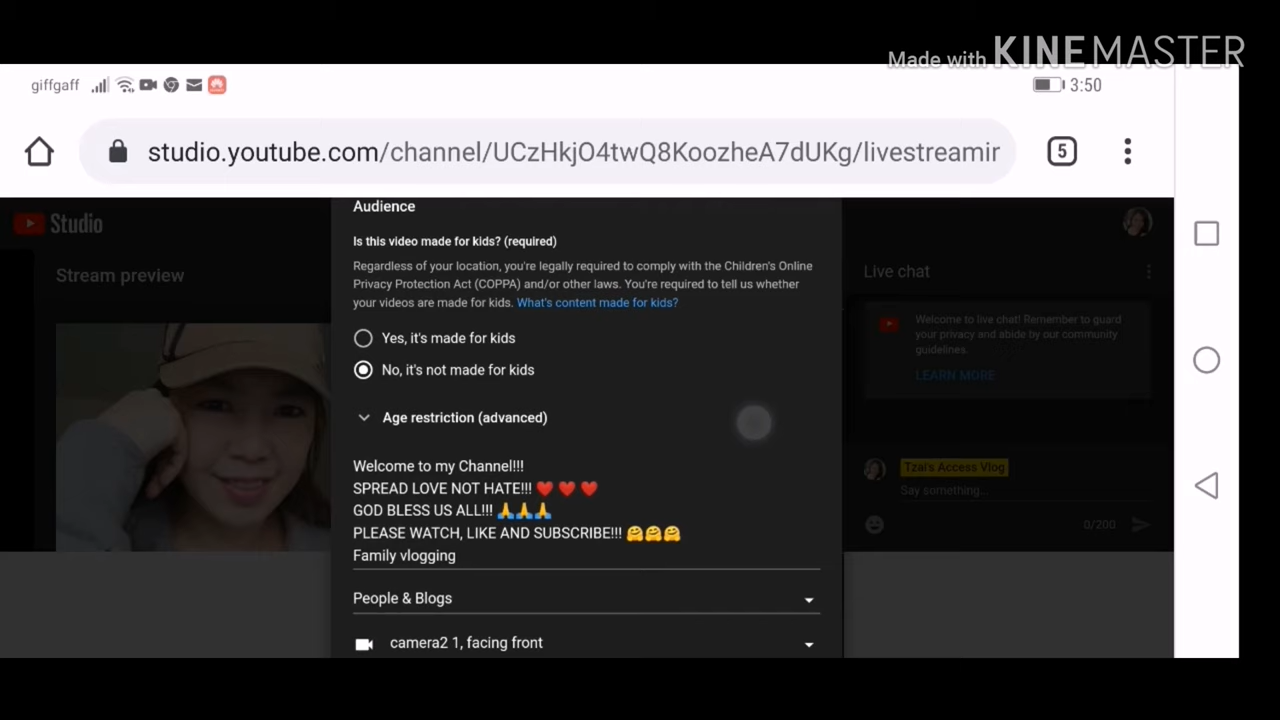 Made with KINEMASTER
giffgaff
3:50
studio.youtube.com/channel/UCzHkjO4twQ8KoozheA7dUKg/livestreamir
5
Studio
Stream preview
Audience
Is this video made for kids? (required)
Regardless of your location, you're legally required to comply with the Children's Online
Privacy Protection Act (COPPA) and/or other laws. You're required to tell us whether
your videos are made for kids. What's content made for kids?
Yes, it's made for kids
No, it's not made for kids
Age restriction (advanced)
Welcome to my Channel!!!
SPREAD LOVE NOT HATE!!! ❤️ ❤️ ❤️
GOD BLESS US ALL!!! 🙏🙏🙏
PLEASE WATCH, LIKE AND SUBSCRIBE!!! 🤗🤗🤗
Family vlogging
People & Blogs
camera2 1, facing front
Live chat
Welcome to live chat! Remember to guard
your privacy and abide by our community
guidelines.
LEARN MORE
Tzai's Access Vlog
Say something...
0/200